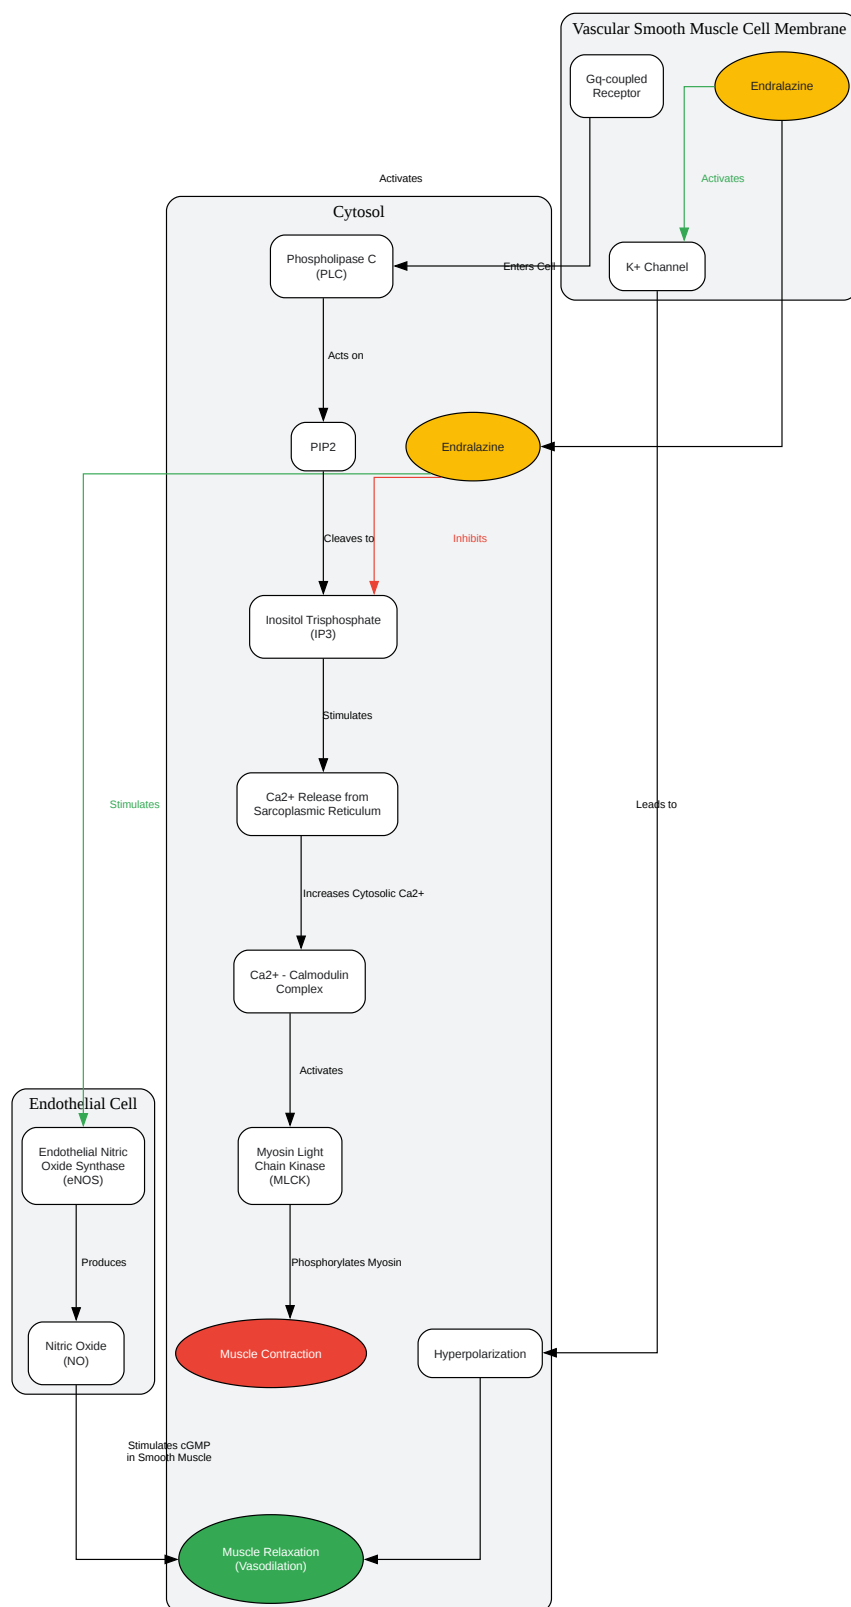 Vascular Smooth Muscle Cell Membrane
Gq-coupled
Receptor
Endralazine
Activates
Activates
Cytosol
Phospholipase C
(PLC)
Enters Cell
K+ Channel
Acts on
PIP2
Endralazine
Cleaves to
Inhibits
Inositol Trisphosphate
(IP3)
Stimulates
Ca2+ Release from
Sarcoplasmic Reticulum
Stimulates
Leads to
Increases Cytosolic Ca2+
Ca2+ - Calmodulin
Complex
Activates
Endothelial Cell
Endothelial Nitric
Oxide Synthase
(eNOS)
Myosin Light
Chain Kinase
(MLCK)
Produces
Phosphorylates Myosin
Nitric Oxide
(NO)
Muscle Contraction
Hyperpolarization
Stimulates cGMP
in Smooth Muscle
Muscle Relaxation
(Vasodilation)